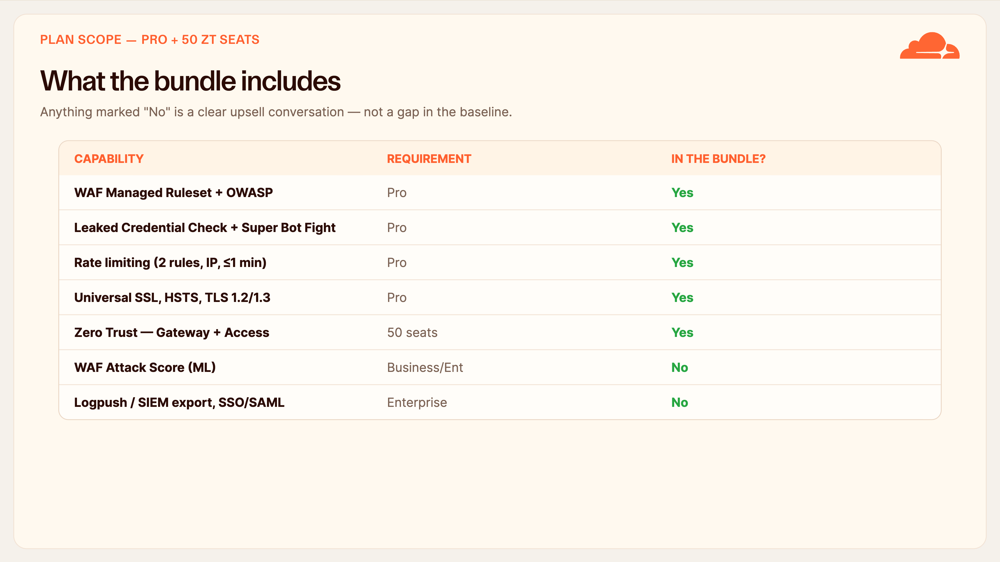 PLAN SCOPE — PRO + 50 ZT SEATS
What the bundle includes
Anything marked "No" is a clear upsell conversation — not a gap in the baseline.
CAPABILITY REQUIREMENT IN THE BUNDLE?
WAF Managed Ruleset + OWASP Pro Yes
Leaked Credential Check + Super Bot Fight Pro Yes
Rate limiting (2 rules, IP, ≤1 min) Pro Yes
Universal SSL, HSTS, TLS 1.2/1.3 Pro Yes
Zero Trust — Gateway + Access 50 seats Yes
WAF Attack Score (ML) Business/Ent No
Logpush / SIEM export, SSO/SAML Enterprise No